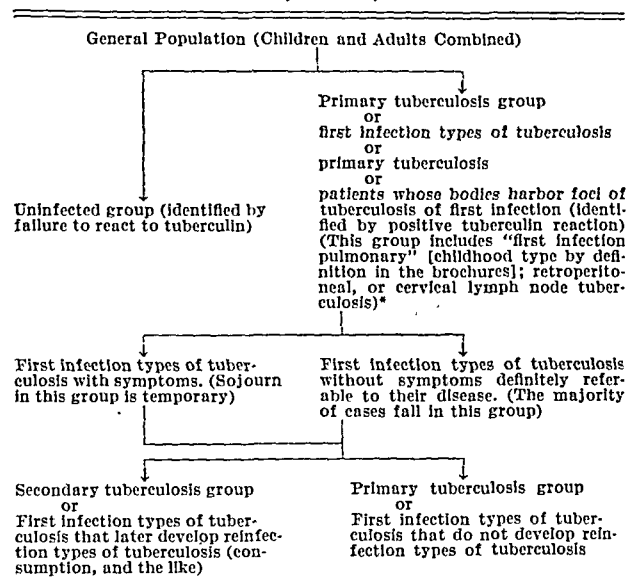 General Population (Children and Adults Combined)
Primary tuberculosis group
or
first infection types of tuberculosis
or
primary tuberculosis
or
patients whose bodies harbor foci of
tuberculosis of first infection (identi-
fied by positive tuberculin reaction)
(This group includes "first infection
pulmonary" [childhood type by defi-
nition in the brochures]; retroperito-
neal, or cervical lymph node tuber-
culosis)*
Uninfected group (identified by
failure to react to tuberculin)
First infection types of tuber-
culosis with symptoms. (Sojourn
in this group is temporary)
First infection types of tuberculosis
without symptoms definitely refer-
able to their disease. (The majority
of cases fall in this group)
Secondary tuberculosis group
or
First infection types of tuber-
culosis that later develop reinfec-
tion types of tuberculosis (con-
sumption, and the like)
Primary tuberculosis group
or
First infection types of tuber-
culosis that do not develop rein-
fection types of tuberculosis